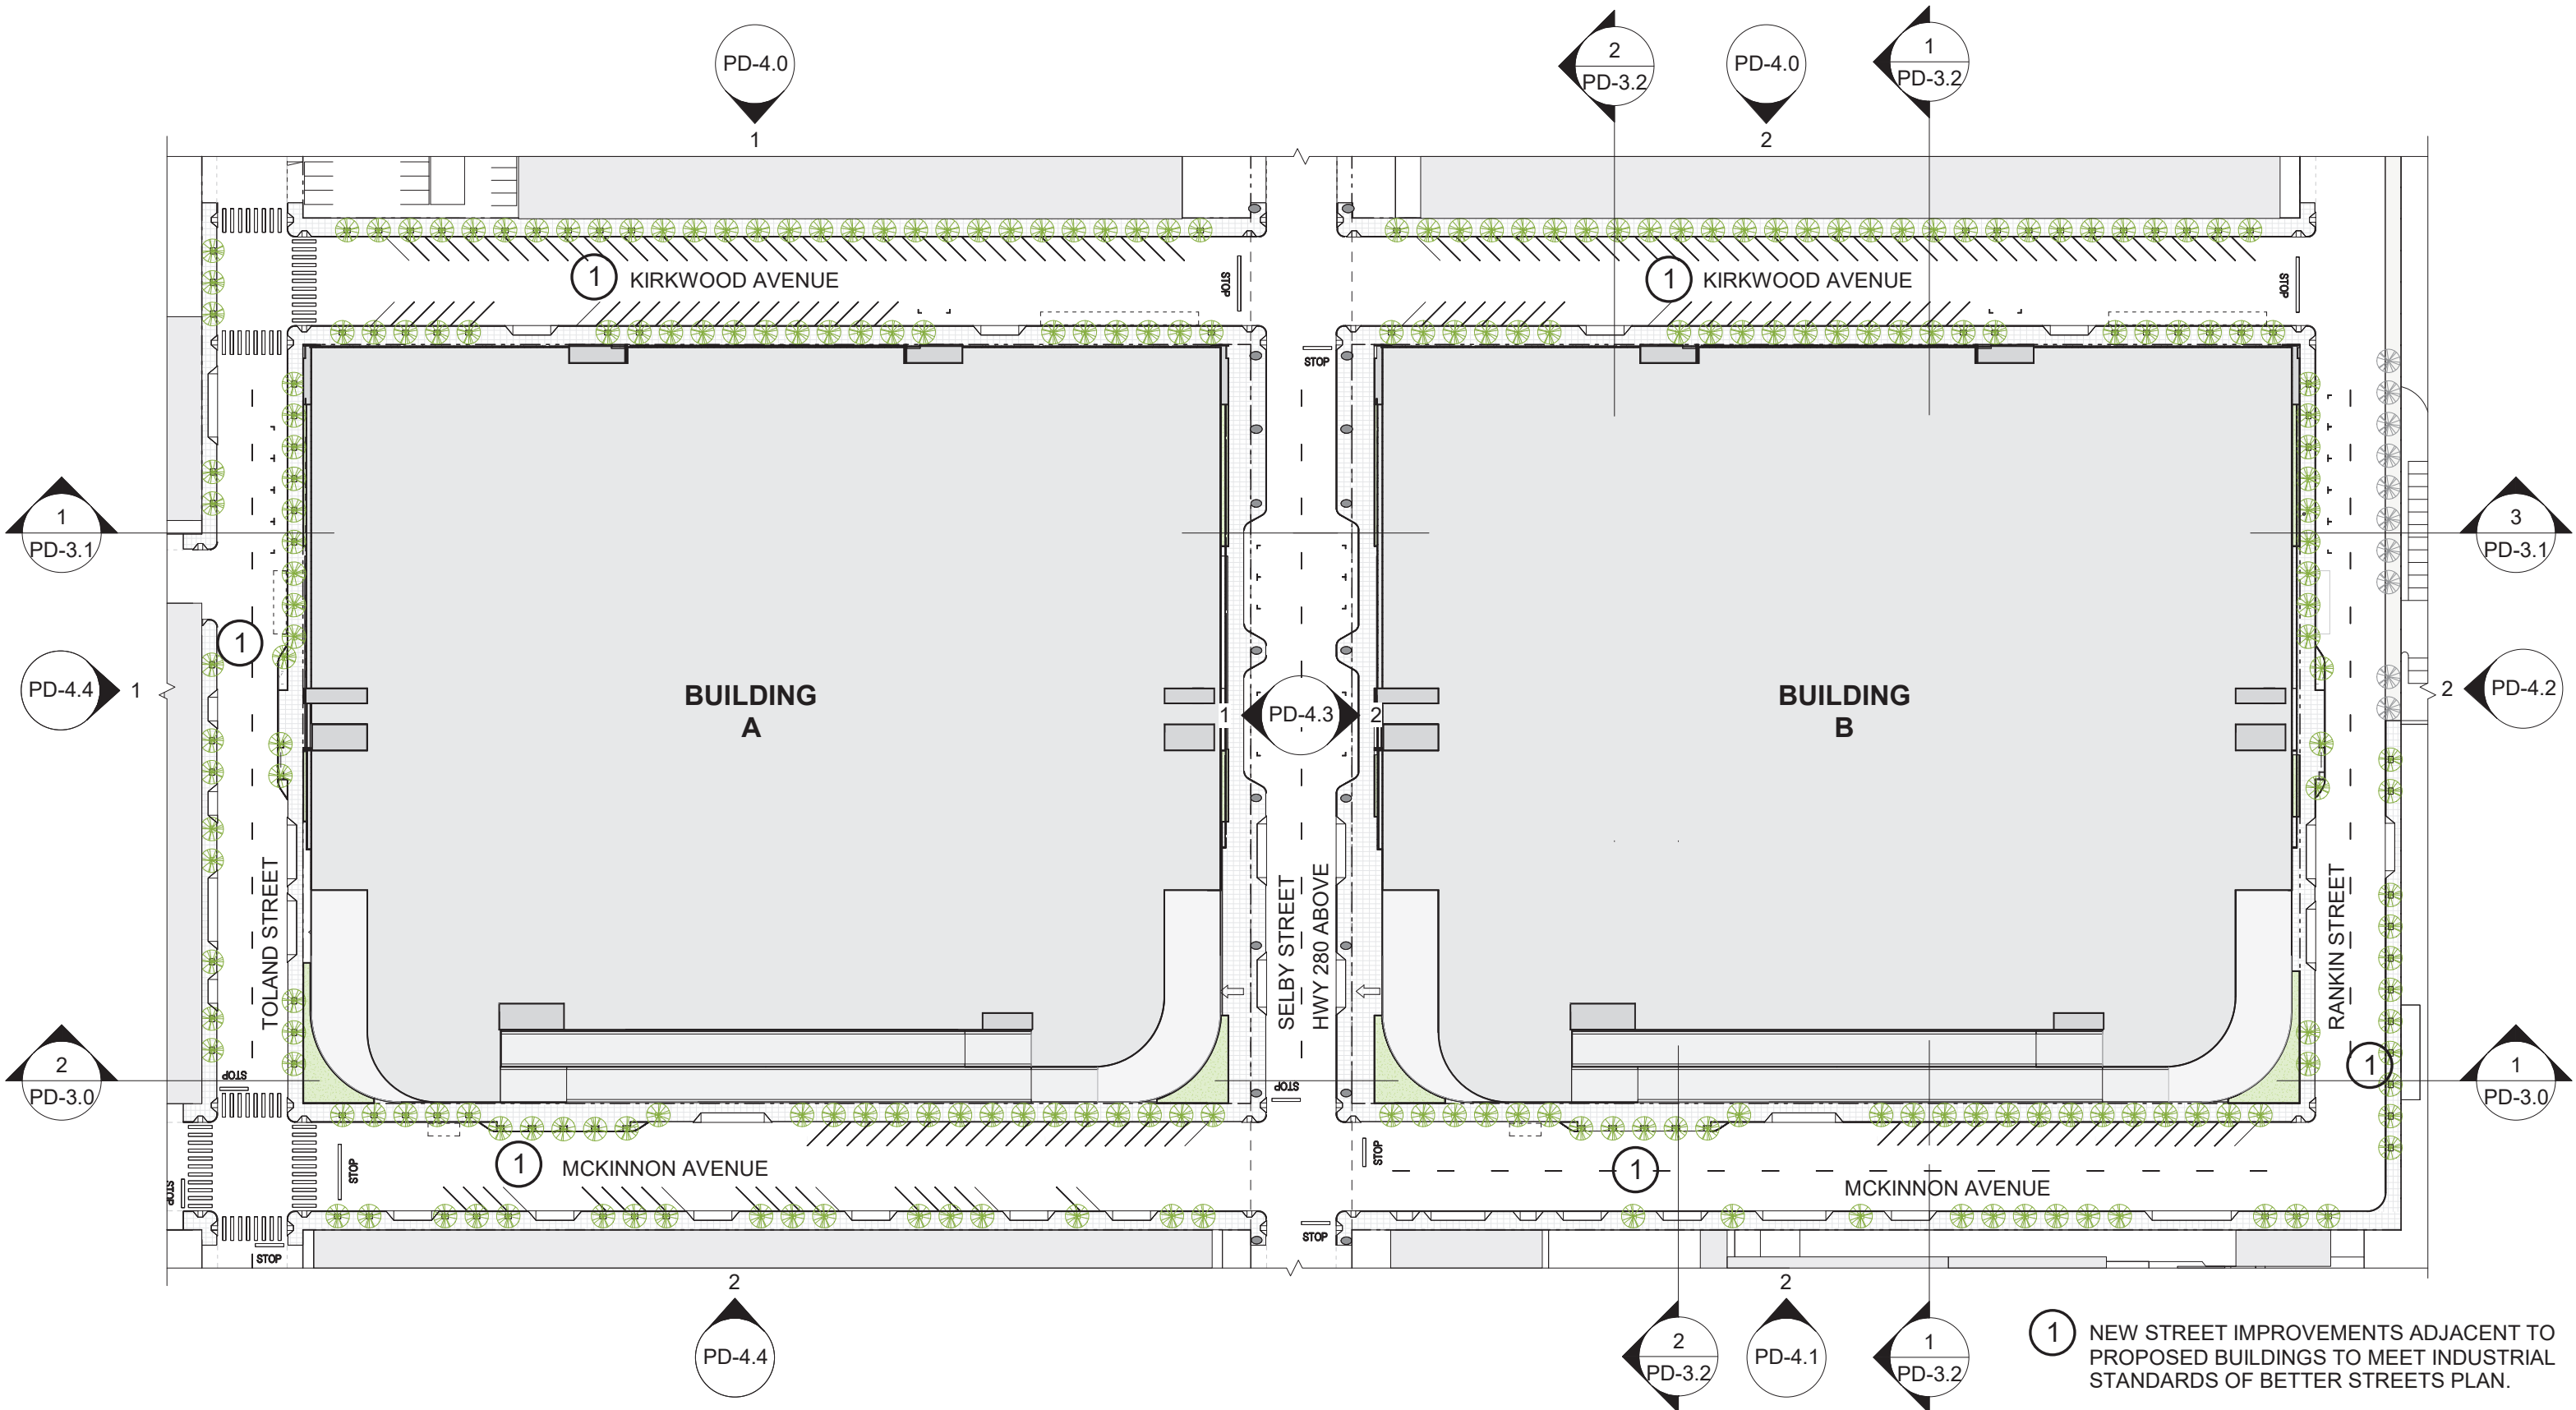 2
PD-3.2
1
PD-3.2
PD-4.0
1
PD-4.0
2
1
KIRKWOOD AVENUE
STOP
1
KIRKWOOD AVENUE
STOP
STOP
1
PD-3.1
3
PD-3.1
1
PD-4.4
1
BUILDING
A
1
PD-4.3
2
BUILDING
B
2
PD-4.2
TOLAND STREET
SELBY STREET
HWY 280 ABOVE
RANKIN STREET
2
PD-3.0
STOP
STOP
1
1
PD-3.0
1
MCKINNON AVENUE
STOP
STOP
STOP
1
MCKINNON AVENUE
STOP
STOP
2
PD-4.4
2
PD-3.2
2
PD-4.1
1
PD-3.2
1
NEW STREET IMPROVEMENTS ADJACENT TO
PROPOSED BUILDINGS TO MEET INDUSTRIAL
STANDARDS OF BETTER STREETS PLAN.